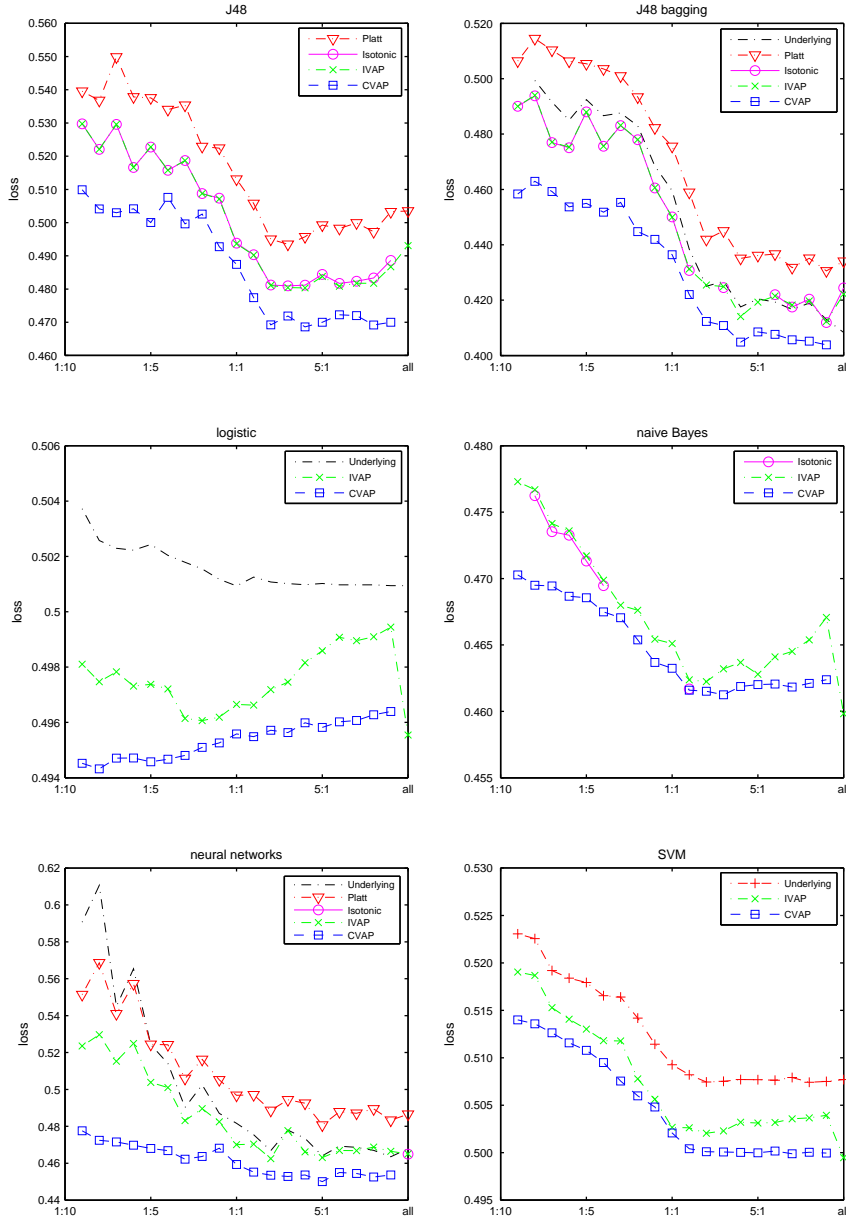 J48
0.560
0.550
0.540
0.530
0.520
0.510
0.500
0.490
0.480
0.470
0.460
loss
1:10
1:5
1:1
5:1
all
Platt
Isotonic
IVAP
CVAP
J48 bagging
0.520
0.500
0.480
0.460
0.440
0.420
0.400
loss
1:10
1:5
1:1
5:1
all
Underlying
Platt
Isotonic
IVAP
CVAP
logistic
0.506
0.504
0.502
0.5
0.498
0.496
0.494
loss
1:10
1:5
1:1
5:1
all
Underlying
IVAP
CVAP
naive Bayes
0.480
0.475
0.470
0.465
0.460
0.455
loss
1:10
1:5
1:1
5:1
all
Isotonic
IVAP
CVAP
neural networks
0.62
0.6
0.58
0.56
0.54
0.52
0.5
0.48
0.46
0.44
loss
1:10
1:5
1:1
5:1
all
Underlying
Platt
Isotonic
IVAP
CVAP
SVM
0.530
0.525
0.520
0.515
0.510
0.505
0.500
0.495
loss
1:10
1:5
1:1
5:1
all
Underlying
IVAP
CVAP